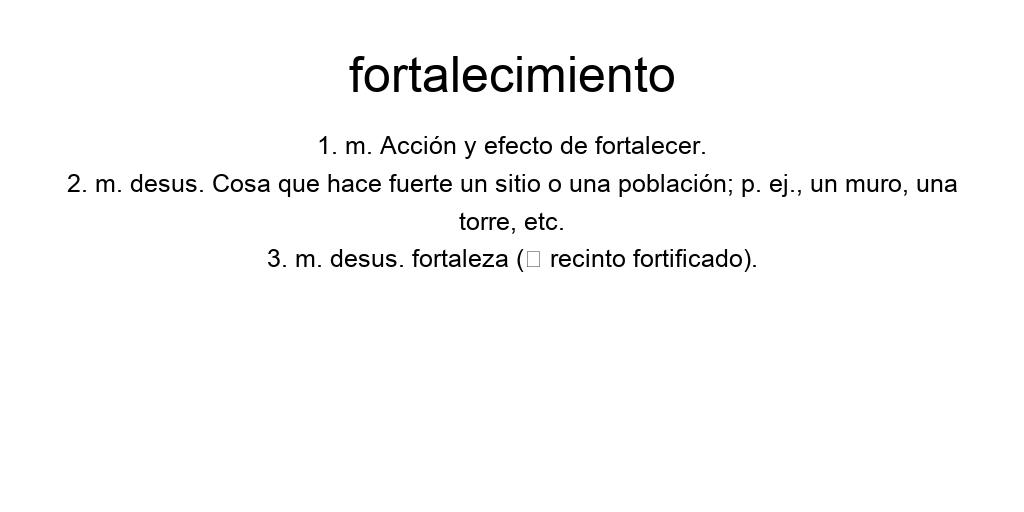 fortalecimiento
1. m. Acción y efecto de fortalecer.
2. m. desus. Cosa que hace fuerte un sitio o una población; p. ej., un muro, una
torre, etc.
3. m. desus. fortaleza (▯ recinto fortificado).